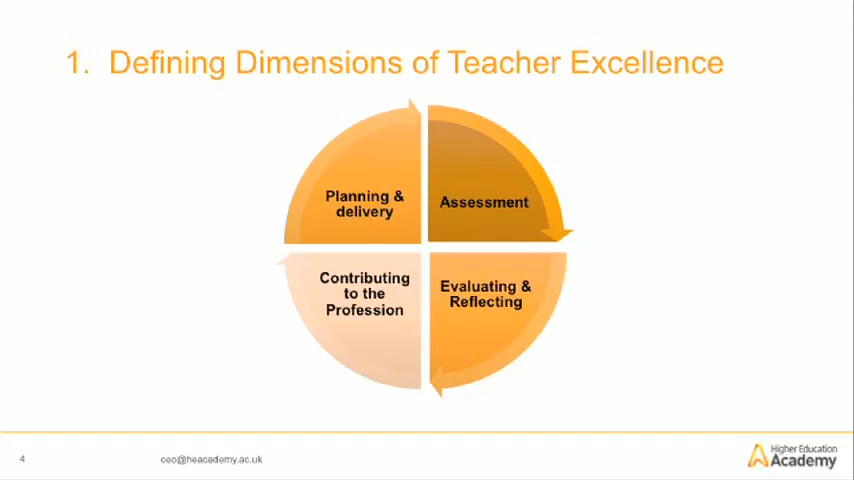 1. Defining Dimensions of Teacher Excellence
Planning &
delivery
Assessment
Contributing
to the
Profession
Evaluating &
Reflecting
4
ceo@heacademy.ac.uk
Higher Education
Academy